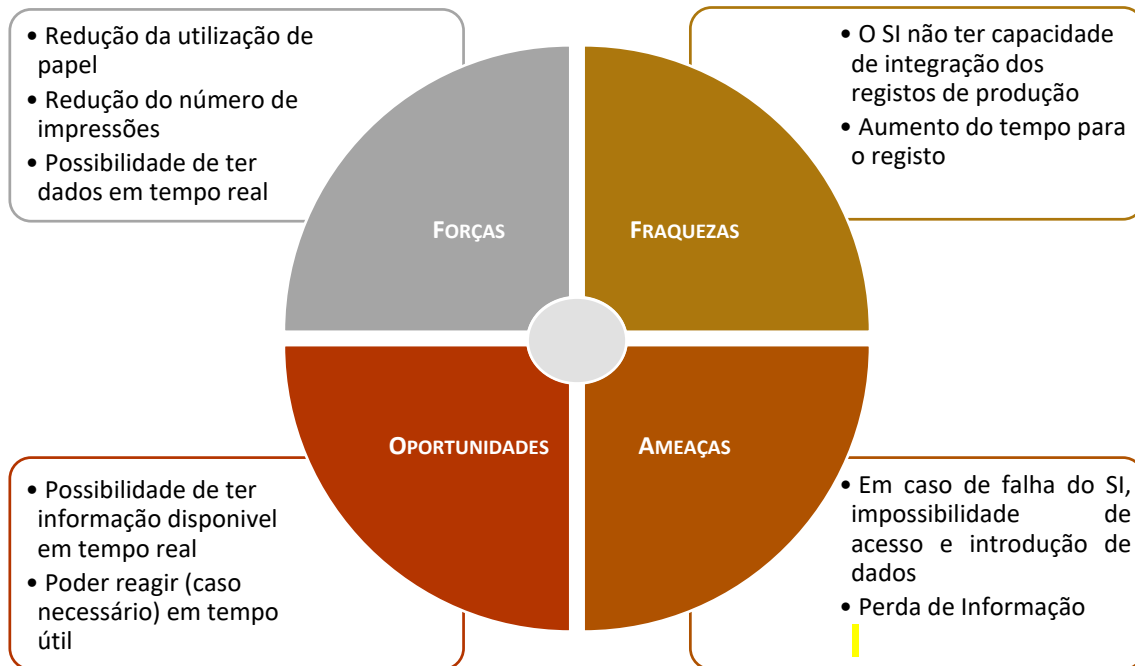 • Redução da utilização de
papel
• Redução do número de
impressões
• Possibilidade de ter
dados em tempo real
• O SI não ter capacidade
de integração dos
registos de produção
• Aumento do tempo para
o registo
FORÇAS
FRAQUEZAS
OPORTUNIDADES
AMEAÇAS
• Possibilidade de ter
informação disponivel
em tempo real
• Poder reagir (caso
necessário) em tempo
útil
• Em caso de falha do SI,
impossibilidade de
acesso e introdução de
dados
• Perda de Informação